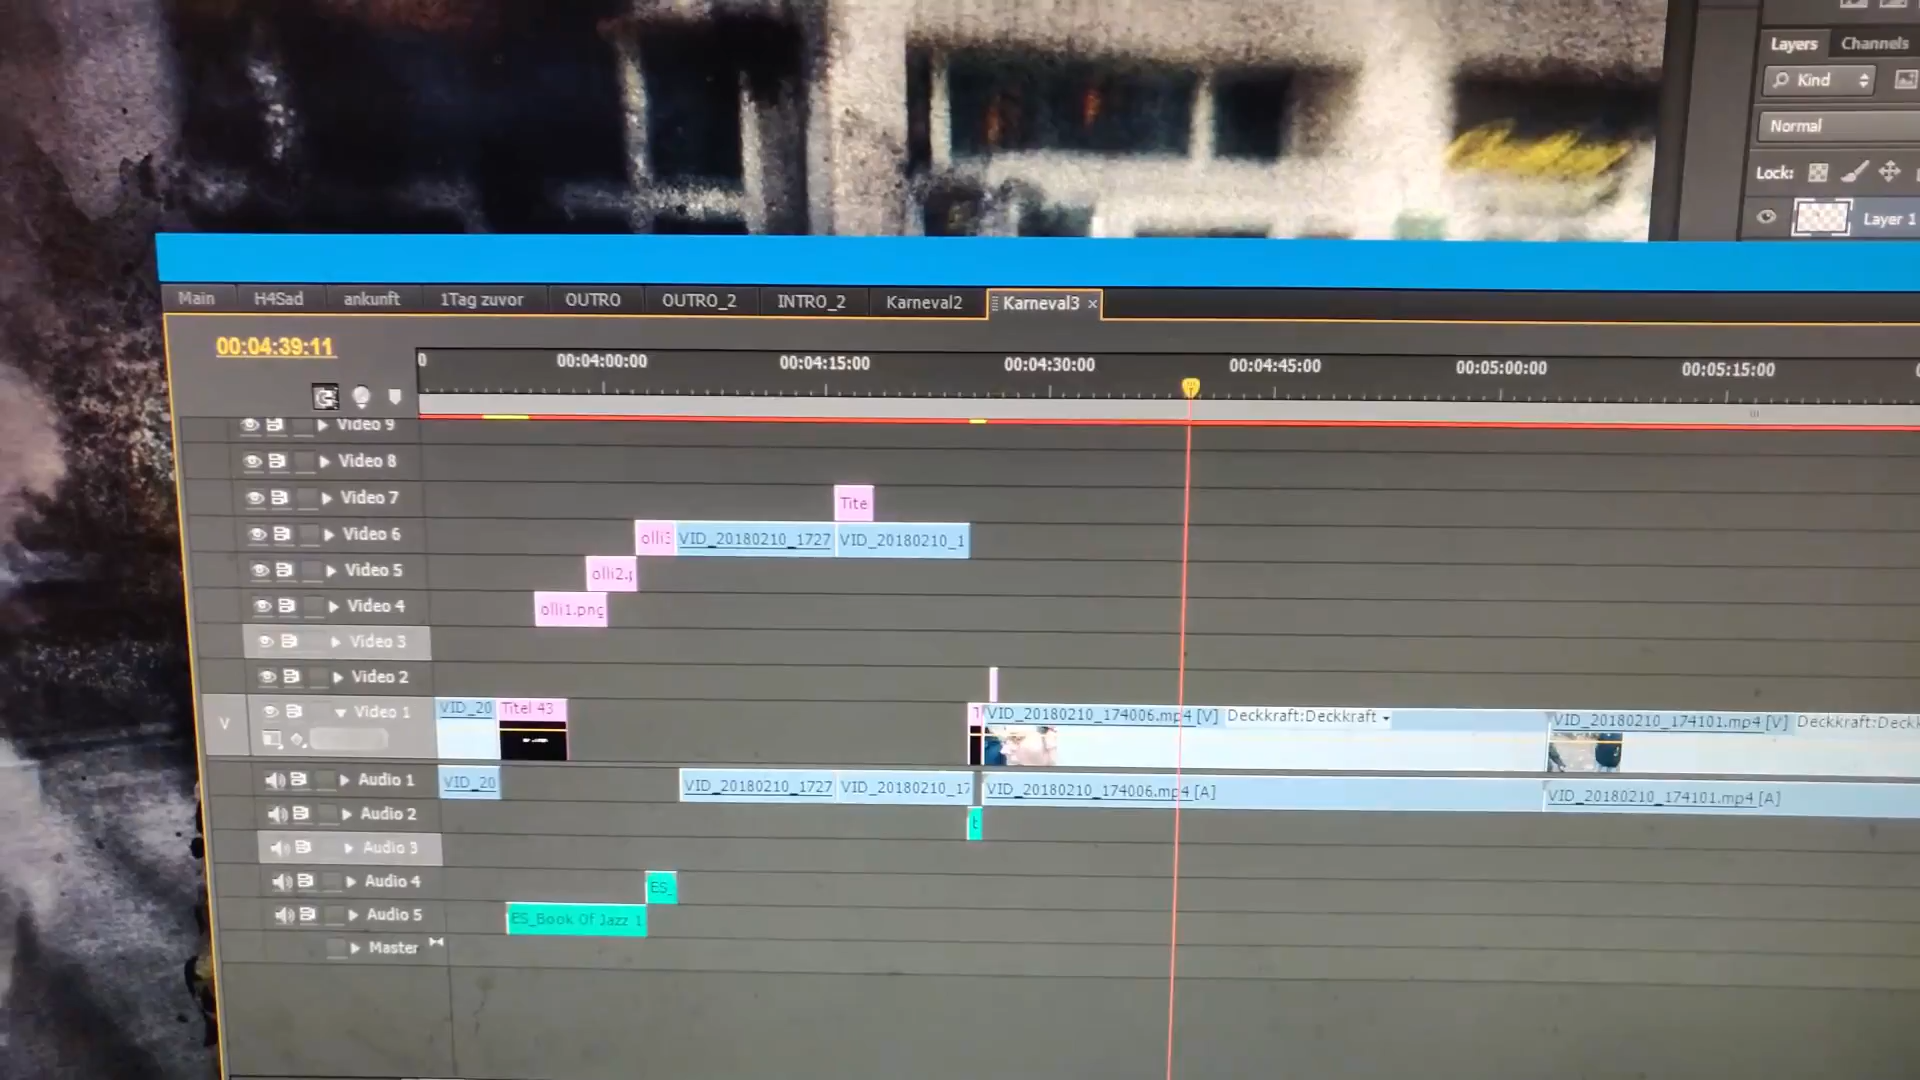 Layers Channels
Kind
Normal
Lock:
Layer 1
Main H4Sad ankunft 1Tag zuvor OUTRO OUTRO_2 INTRO_2 Karneval2 Karneval3 ×
00:04:39:11
0 00:04:00:00 00:04:15:00 00:04:30:00 00:04:45:00 00:05:00:00 00:05:15:00
Video 9
Video 8
Video 7 Tite
Video 6 olli3 VID_20180210_1727 VID_20180210_1
Video 5 olli2.p
Video 4 olli1.png
Video 3
Video 2
V Video 1 VID_20 Titel 43 T VID_20180210_174006.mp4 [V] Deckkraft:Deckkraft VID_20180210_174101.mp4 [V] Deckkraft:Deckk
Audio 1 VID_20 VID_20180210_1727 VID_20180210_17 VID_20180210_174006.mp4 [A] VID_20180210_174101.mp4 [A]
Audio 2 t
Audio 3
Audio 4 ES_
Audio 5 ES_Book Of Jazz 1
Master